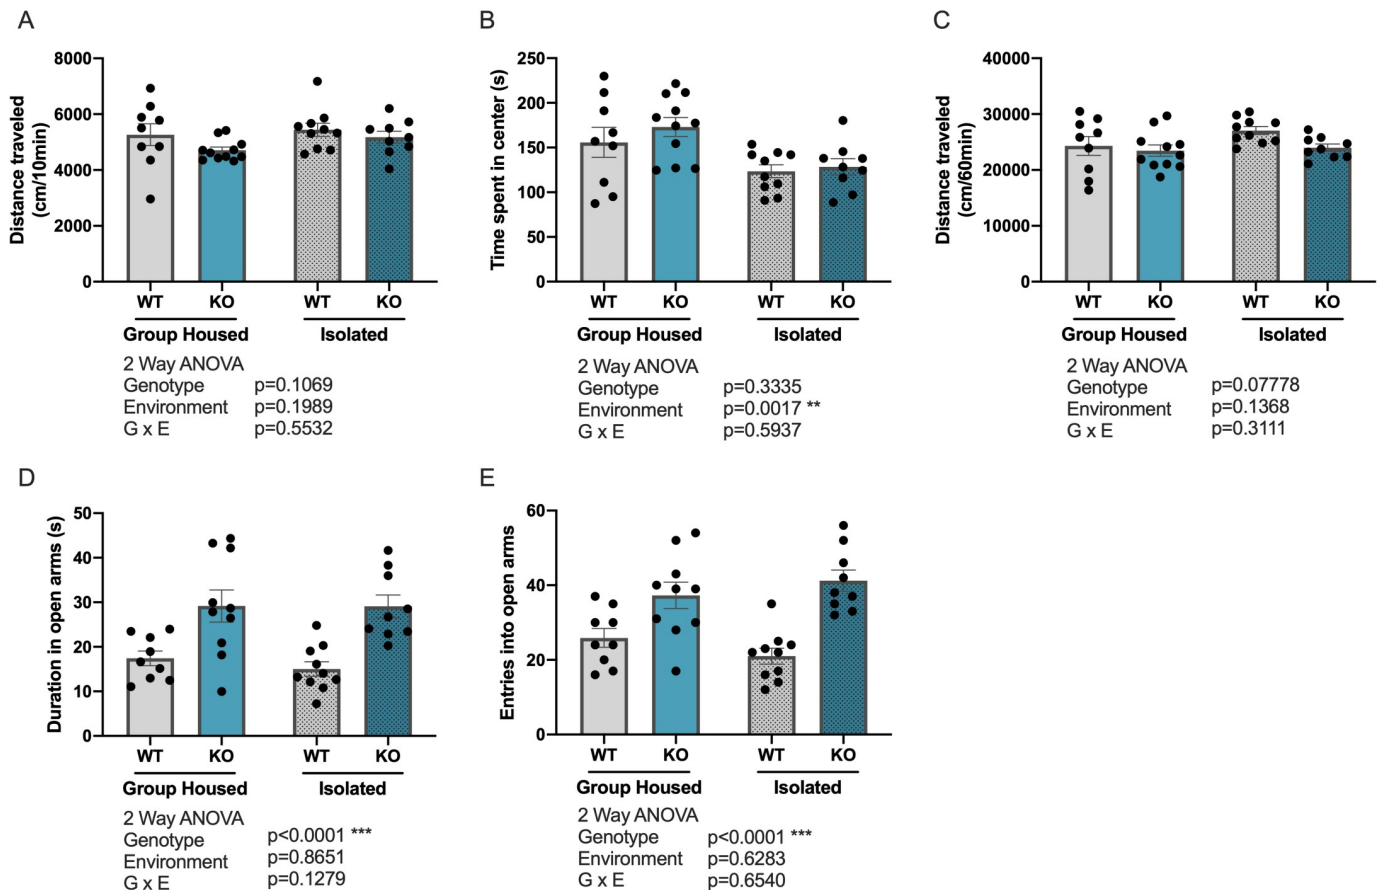 A
Distance traveled
(cm/10min)
8000
6000
4000
2000
0
WT KO WT KO
Group Housed Isolated
2 Way ANOVA
Genotype p=0.1069
Environment p=0.1989
G x E p=0.5532
B
Time spent in center (s)
250
200
150
100
50
0
WT KO WT KO
Group Housed Isolated
2 Way ANOVA
Genotype p=0.3335
Environment p=0.0017 **
G x E p=0.5937
C
Distance traveled
(cm/60min)
40000
30000
20000
10000
0
WT KO WT KO
Group Housed Isolated
2 Way ANOVA
Genotype p=0.07778
Environment p=0.1368
G x E p=0.3111
D
Duration in open arms (s)
50
40
30
20
10
0
WT KO WT KO
Group Housed Isolated
2 Way ANOVA
Genotype p<0.0001 ***
Environment p=0.8651
G x E p=0.1279
E
Entries into open arms
60
40
20
0
WT KO WT KO
Group Housed Isolated
2 Way ANOVA
Genotype p<0.0001 ***
Environment p=0.6283
G x E p=0.6540